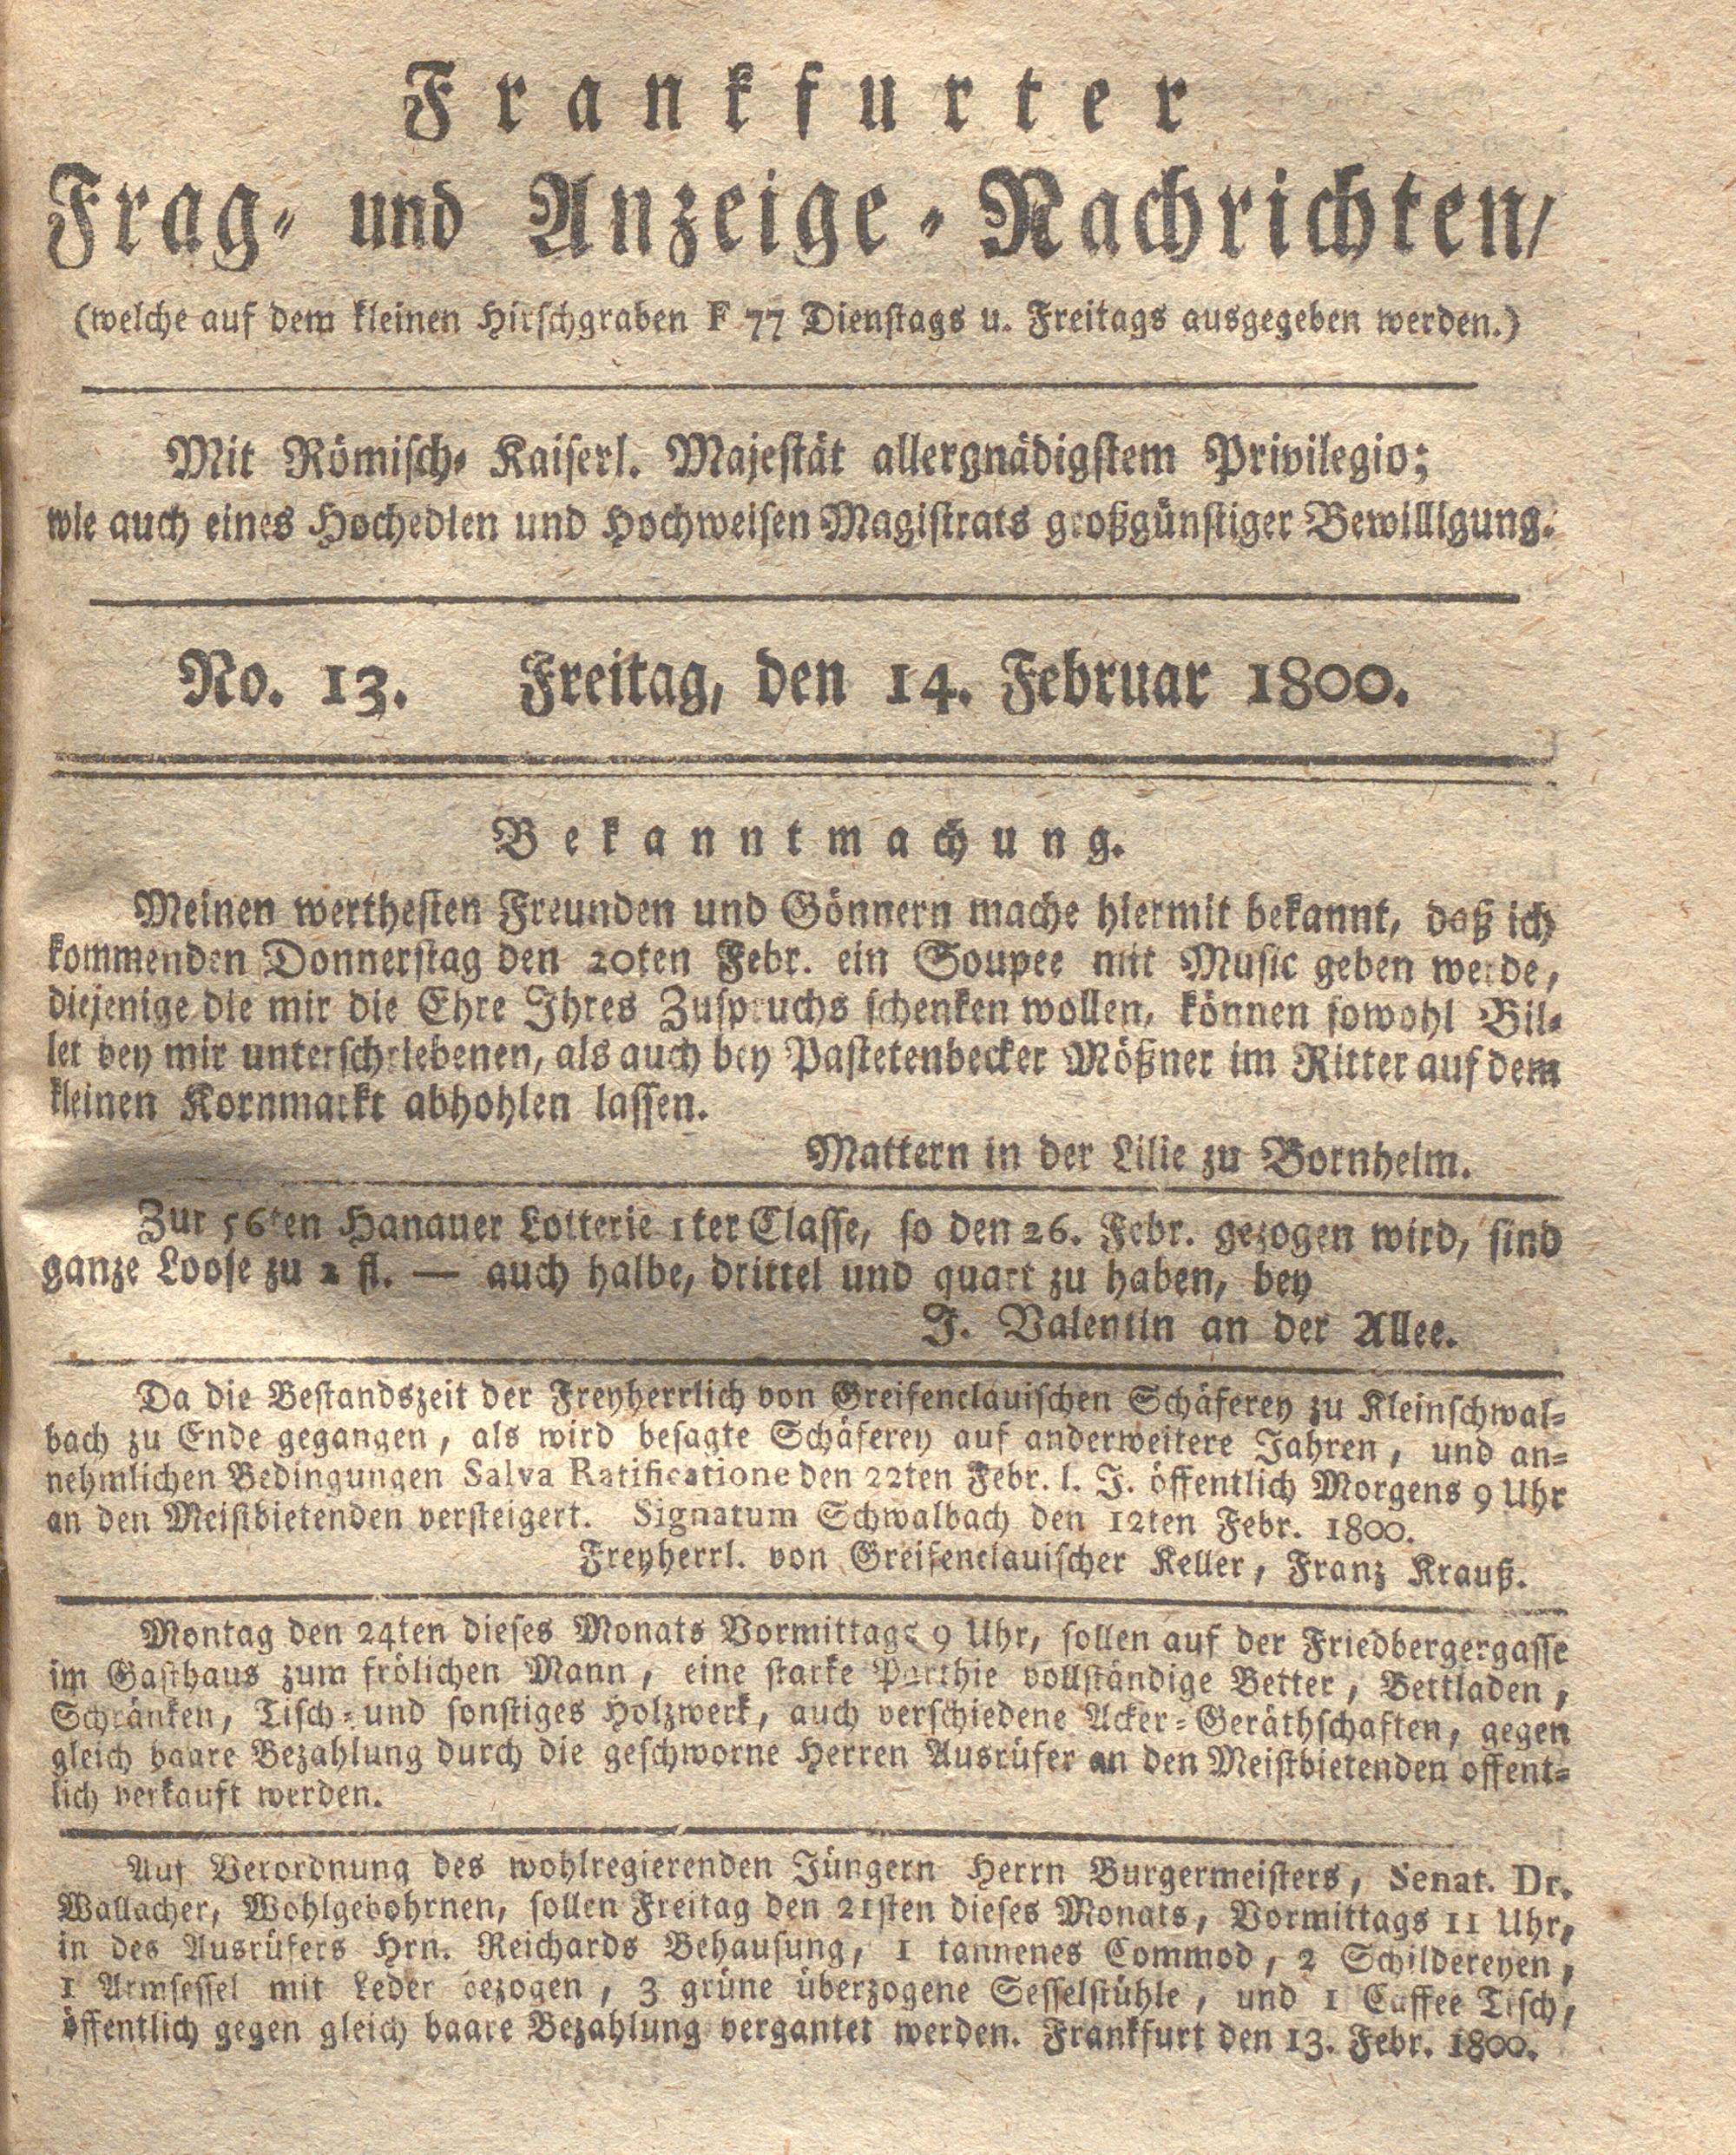 Frankfurter
Frag- und Anzeige-Nachrichten/
(welche auf dem kleinen Hirschgraben F 77 Dienstags u. Freitags ausgegeben werden.)
Mit Römisch- Kaiserl. Majestät allergnädigstem Privilegio;
wie auch eines Hochedlen und Hochweisen Magistrats großgünstiger Bewilligung.
No. 13. Freitag, den 14. Februar 1800.
Bekanntmachung.
Meinen werthesten Freunden und Gönnern mache hiermit bekannt, daß ich
kommenden Donnerstag den 20ten Febr. ein Soupee mit Music geben werde,
diejenige die mir die Ehre Ihres Zuspruchs schenken wollen, können sowohl Bil-
let bey mir unterschriebenen, als auch bey Pastetenbecker Mößner im Ritter auf dem
kleinen Kornmarkt abhohlen lassen.
Mattern in der Lilie zu Bornheim.
Zur 56ten Hanauer Lotterie 1ter Classe, so den 26. Febr. gezogen wird, sind
ganze Loose zu 2 fl. — auch halbe, drittel und quart zu haben, bey
J. Valentin an der Allee.
Da die Bestandszeit der Freyherrlich von Greifenclauischen Schäferey zu Kleinschwal-
bach zu Ende gegangen, als wird besagte Schäferey auf anderweitere Jahren, und an-
nehmlichen Bedingungen Salva Ratificatione den 22ten Febr. l. J. öffentlich Morgens 9 Uhr
an den Meistbietenden versteigert. Signatum Schwalbach den 12ten Febr. 1800.
Freyherrl. von Greifenclauischer Keller, Franz Krauß.
Montag den 24ten dieses Monats Vormittags 9 Uhr, sollen auf der Friedbergergasse
im Gasthaus zum frölichen Mann, eine starke Parthie vollständige Better, Bettladen,
Schränken, Tisch- und sonstiges Holzwerk, auch verschiedene Acker-Geräthschaften, gegen
gleich baare Bezahlung durch die geschworne Herren Ausrüfer an den Meistbietenden offent-
lich verkauft werden.
Auf Verordnung des wohlregierenden Jüngern Herrn Burgermeisters, Senat. Dr.
Wallacher, Wohlgebohrnen, sollen Freitag den 21sten dieses Monats, Vormittags 11 Uhr,
in des Ausrüfers Hrn. Reichards Behausung, 1 tannenes Commod, 2 Schildereyen,
1 Armsessel mit Leder bezogen, 3 grüne überzogene Sesselstühle, und 1 Caffee Tisch,
öffentlich gegen gleich baare Bezahlung vergantet werden. Frankfurt den 13. Febr. 1800.